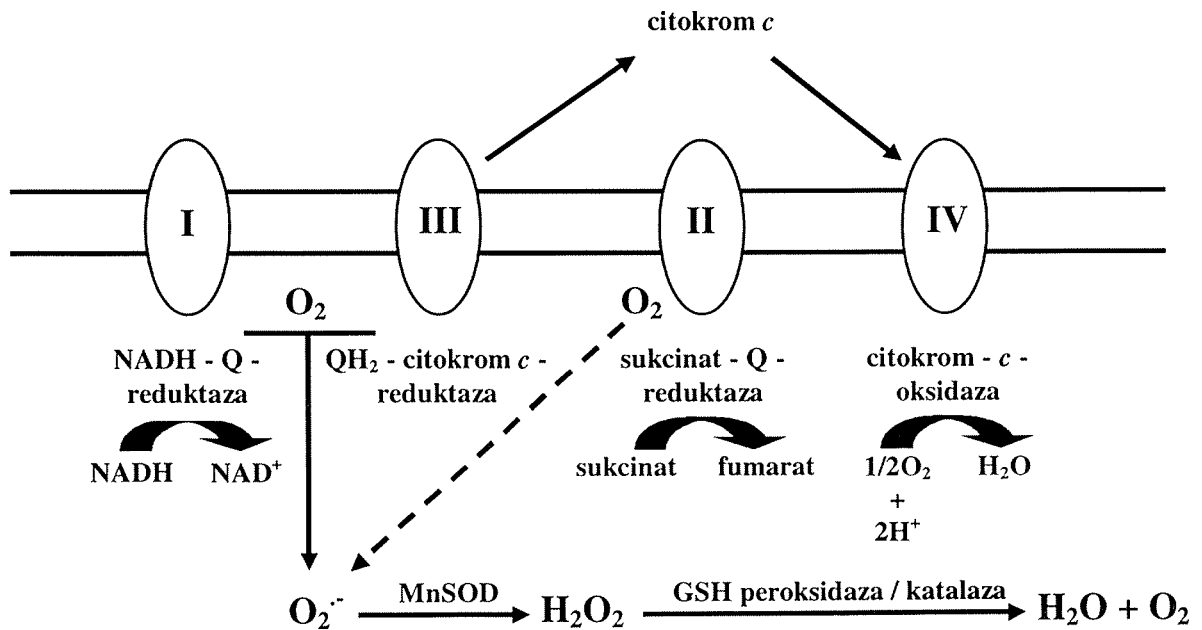 citokrom c
I
III
II
IV
O₂
O₂
NADH - Q -
reduktaza
QH₂ - citokrom c -
reduktaza
sukcinat - Q -
reduktaza
citokrom - c -
oksidaza
NADH
NAD⁺
sukcinat
fumarat
1/2O₂
+
2H⁺
H₂O
O₂·⁻
MnSOD
H₂O₂
GSH peroksidaza / katalaza
H₂O + O₂